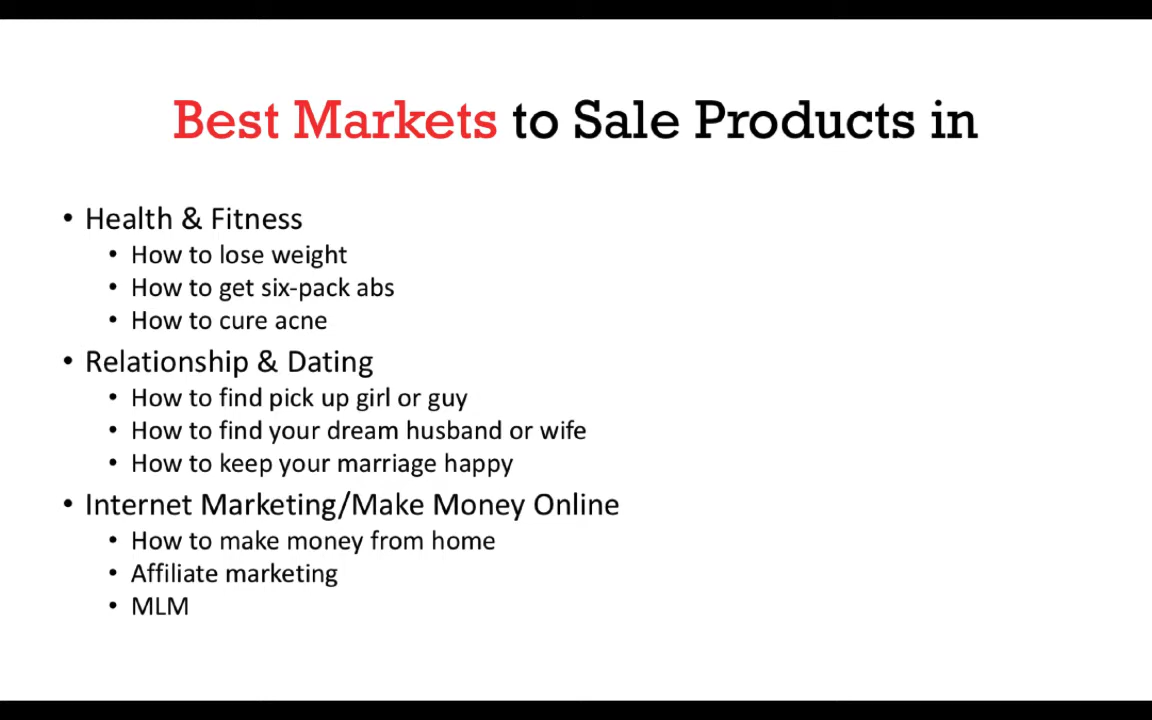 Best Markets to Sale Products in
• Health & Fitness
• How to lose weight
• How to get six-pack abs
• How to cure acne
• Relationship & Dating
• How to find pick up girl or guy
• How to find your dream husband or wife
• How to keep your marriage happy
• Internet Marketing/Make Money Online
• How to make money from home
• Affiliate marketing
• MLM